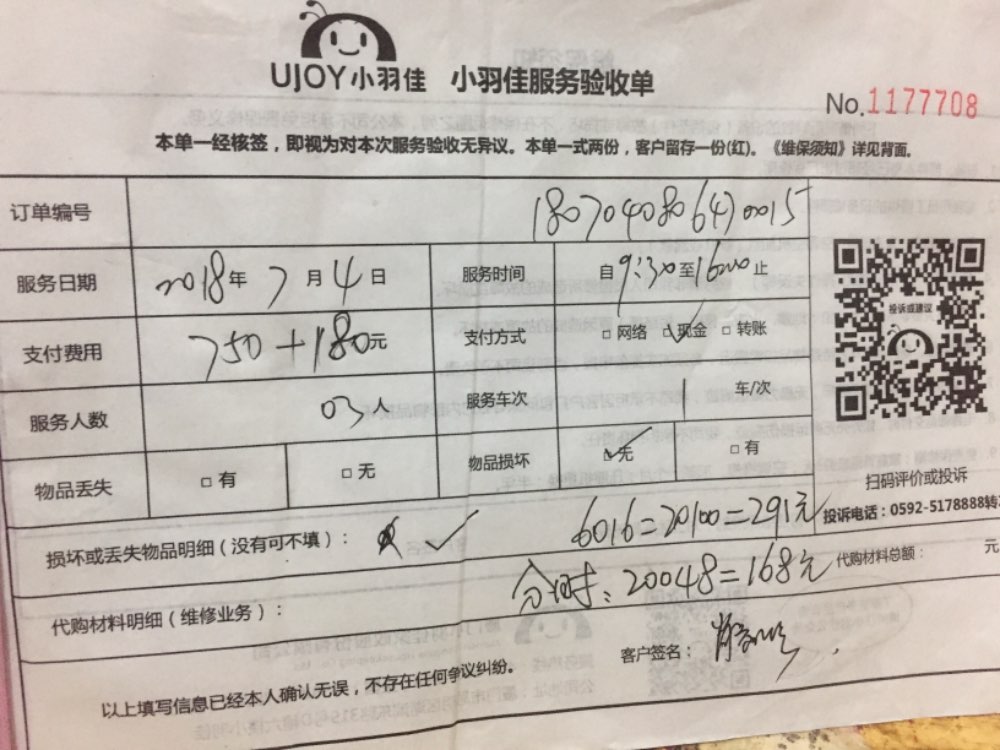 UJOY小羽佳 小羽佳服务验收单
No.1177708
本单一经核签，即视为对本次服务验收无异议。本单一式两份，客户留存一份(红)。《维保须知》详见背面。
订单编号 1807040806470015
服务日期 2018年 7月4日 服务时间 自9:30至16:00止
支付费用 750+180元 支付方式 □网络 ☑现金 □转账
服务人数 03人 服务车次 1 车/次
物品丢失 □有 □无 物品损坏 ☑无 □有
投诉或建议
扫码评价或投诉
投诉电话：0592-5178888转
损坏或丢失物品明细（没有可不填）： 6016=20100=291元
代购材料明细（维修业务）： 分时：20048=168元 代购材料总额： 元
以上填写信息已经本人确认无误，不存在任何争议纠纷。 客户签名：